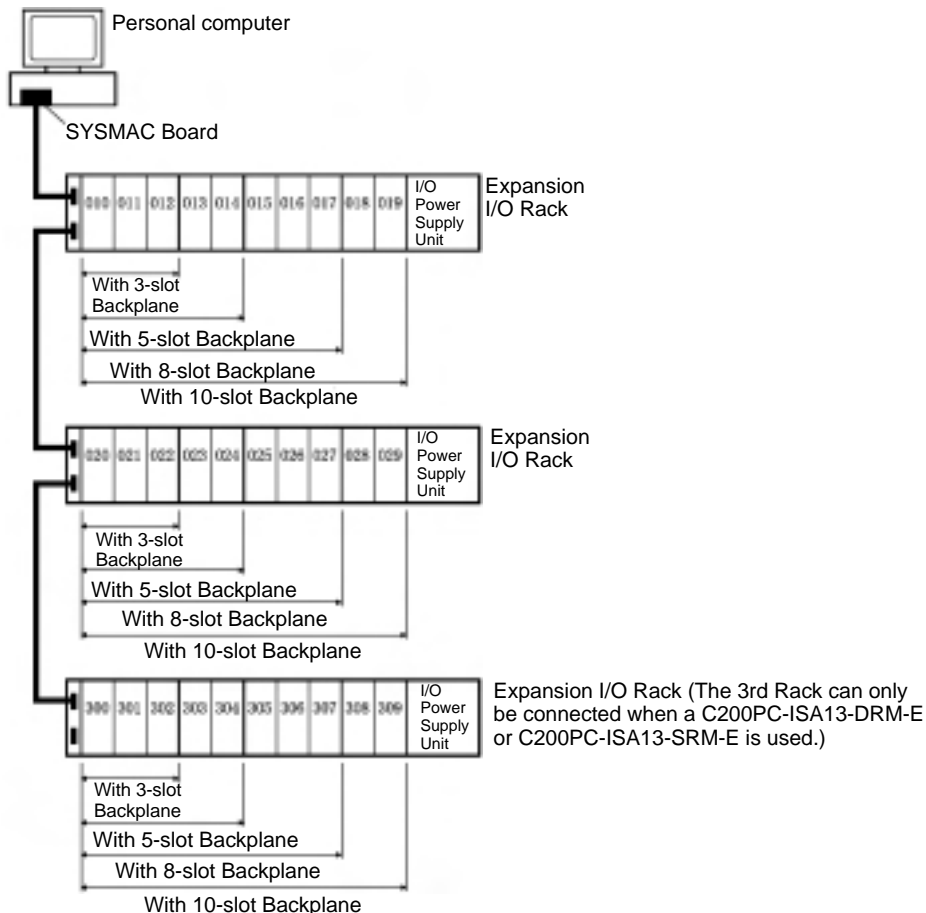 Personal computer
SYSMAC Board
010 011 012 013 014 015 016 017 018 019
I/O
Power
Supply
Unit
Expansion
I/O Rack
With 3-slot
Backplane
With 5-slot Backplane
With 8-slot Backplane
With 10-slot Backplane
020 021 022 023 024 025 026 027 028 029
I/O
Power
Supply
Unit
Expansion
I/O Rack
With 3-slot
Backplane
With 5-slot Backplane
With 8-slot Backplane
With 10-slot Backplane
300 301 302 303 304 305 306 307 308 309
I/O
Power
Supply
Unit
Expansion I/O Rack (The 3rd Rack can only
be connected when a C200PC-ISA13-DRM-E
or C200PC-ISA13-SRM-E is used.)
With 3-slot
Backplane
With 5-slot Backplane
With 8-slot Backplane
With 10-slot Backplane